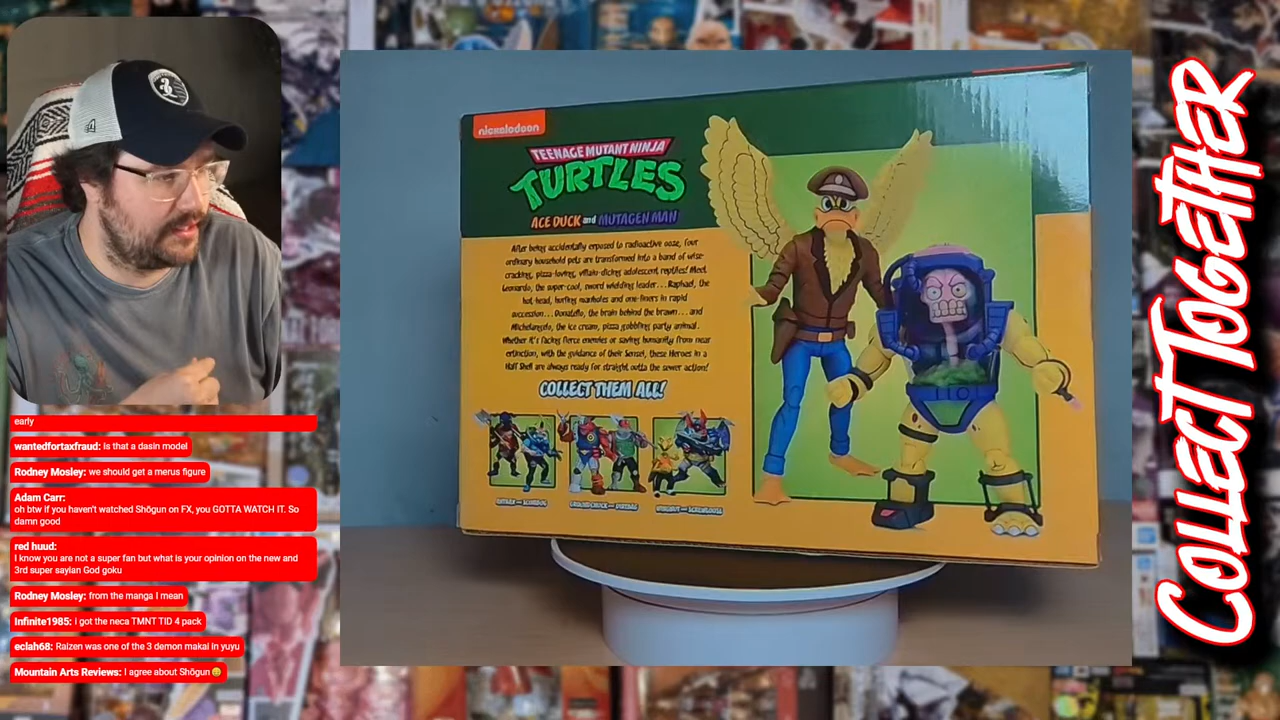 early
wantedfortaxfraud: is that a dasin model
Rodney Mosley: we should get a merus figure
Adam Carr:
oh btw if you haven't watched Shōgun on FX, you GOTTA WATCH IT. So
damn good
red huud:
I know you are not a super fan but what is your opinion on the new and
3rd super saylan God goku
Rodney Mosley: from the manga I mean
Infinite1985: I got the neca TMNT TID 4 pack
eclah68: Raizen was one of the 3 demon makai in yuyu
Mountain Arts Reviews: I agree about Shōgun 😄
nickelodeon
TEENAGE MUTANT NINJA
TURTLES
ACE DUCK and MUTAGEN MAN
After being accidentally exposed to radioactive ooze, four
ordinary household pets are transformed into a band of wise-
cracking, pizza-loving, villain-dicing adolescent reptiles! Meet
Leonardo, the super-cool, sword wielding leader...Raphael, the
hot head, hurling manholes and one-liners in rapid
succession...Donatello, the brain behind the brawn...and
Michelangelo, the ice cream, pizza gobbling party animal.
Whether it's facing fierce enemies or saving humanity from near
extinction, with the guidance of their Sensei, these Heroes in a
Half Shell are always ready for straight outta the sewer action!
COLLECT THEM ALL!
ANTRAX — SCUMBUG
GROUNDCHUCK — DIRTBAG
WINGNUT — SCREWLOOSE
COLLECT TOGETHER